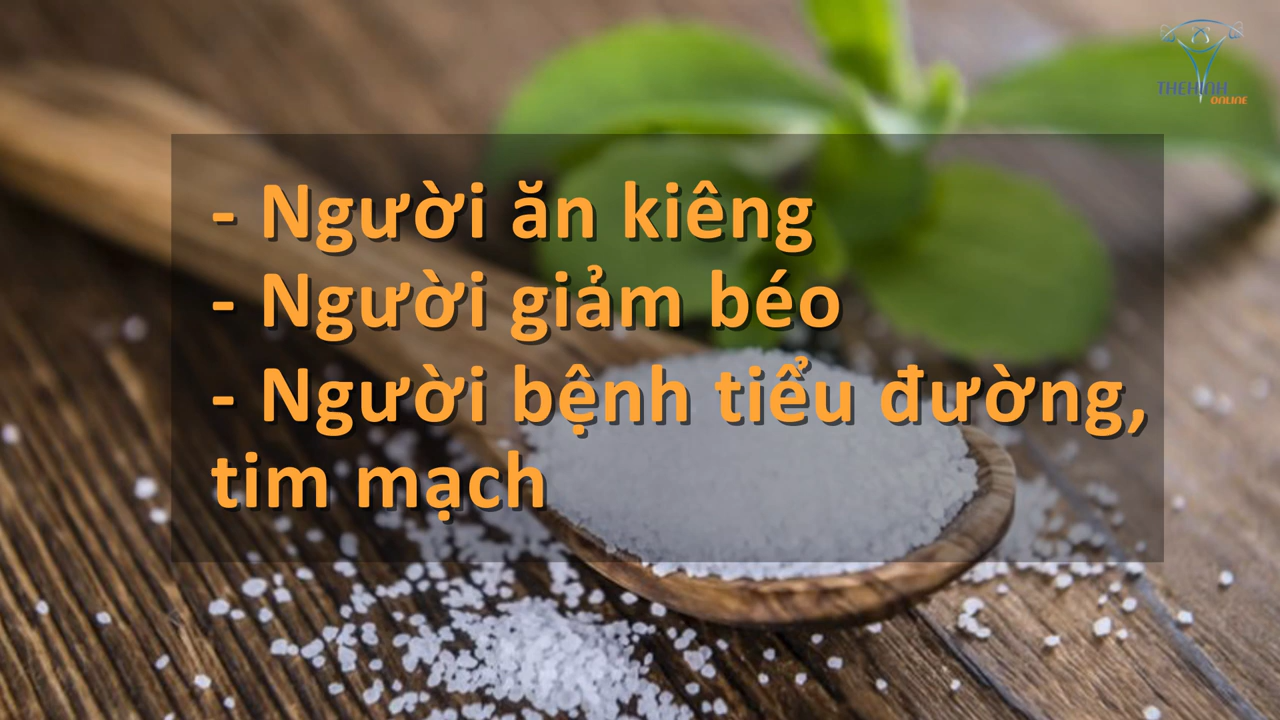 THEHINH
ONLINE
- Người ăn kiêng
- Người giảm béo
- Người bệnh tiểu đường,
tim mạch